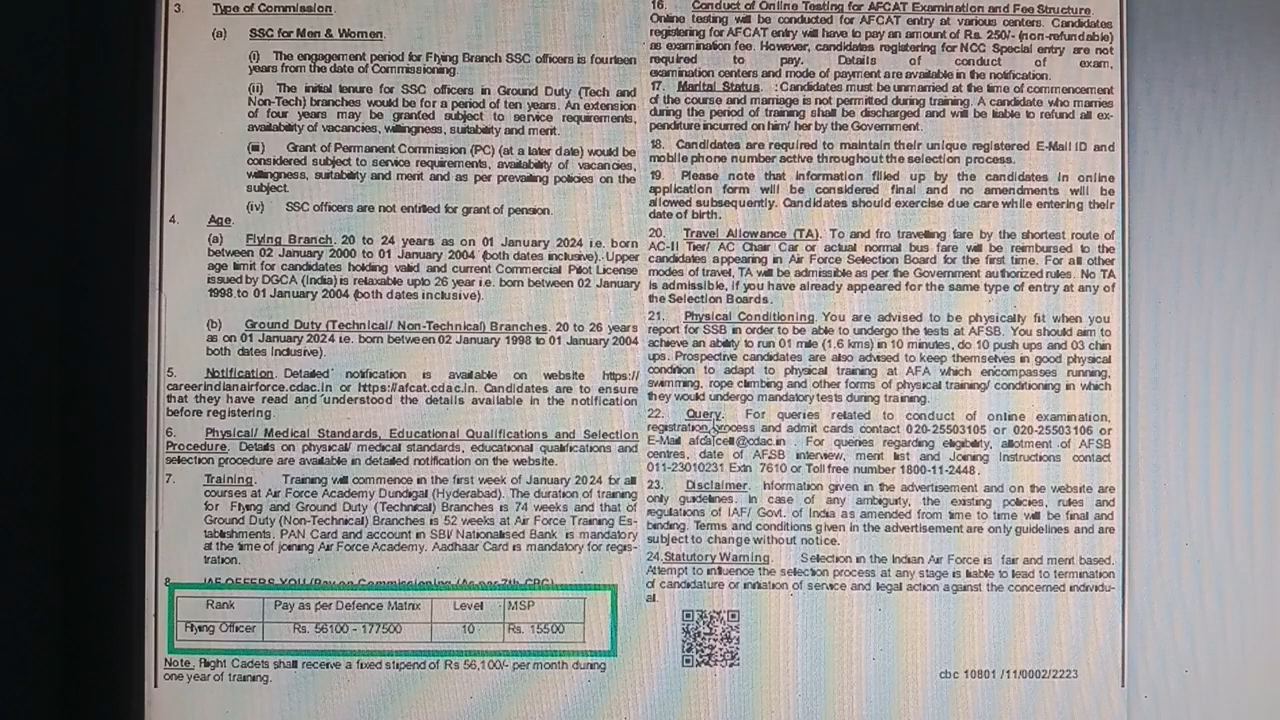 3. Type of Commission.
(a) SSC for Men & Women.
(i) The engagement period for Flying Branch SSC officers is fourteen
years from the date of Commissioning.
(ii) The initial tenure for SSC officers in Ground Duty (Tech and
Non-Tech) branches would be for a period of ten years. An extension
of four years may be granted subject to service requirements,
availability of vacancies, willingness, suitability and merit.
(iii) Grant of Permanent Commission (PC) (at a later date) would be
considered subject to service requirements, availability of vacancies,
willingness, suitability and merit and as per prevailing policies on the
subject.
(iv) SSC officers are not entitled for grant of pension.
4. Age.
(a) Flying Branch. 20 to 24 years as on 01 January 2024 i.e. born
between 02 January 2000 to 01 January 2004 (both dates inclusive). Upper
age limit for candidates holding valid and current Commercial Pilot License
issued by DGCA (India) is relaxable upto 26 year i.e. born between 02 January
1998 to 01 January 2004 (both dates inclusive).
(b) Ground Duty (Technical/ Non-Technical) Branches. 20 to 26 years
as on 01 January 2024 i.e. born between 02 January 1998 to 01 January 2004
both dates Inclusive).
5. Notification. Detailed notification is available on website https://
careerindianairforce.cdac.in or https://afcat.cdac.in. Candidates are to ensure
that they have read and understood the details available in the notification
before registering.
6. Physical/ Medical Standards, Educational Qualifications and Selection
Procedure. Details on physical/ medical standards, educational qualifications and
selection procedure are available in detailed notification on the website.
7. Training. Training will commence in the first week of January 2024 for all
courses at Air Force Academy Dundigal (Hyderabad). The duration of training
for Flying and Ground Duty (Technical) Branches is 74 weeks and that of
Ground Duty (Non-Technical) Branches is 52 weeks at Air Force Training Es-
tablishments. PAN Card and account in SBI/ Nationalised Bank is mandatory
at the time of joining Air Force Academy. Aadhaar Card is mandatory for regis-
tration.
8. IAF OFFERS YOU (Pay on Commissioning (As per 7th CPC)
Rank Pay as per Defence Matrix Level MSP
Flying Officer Rs. 56100 - 177500 10 Rs. 15500
Note. Flight Cadets shall receive a fixed stipend of Rs 56,100/- per month during
one year of training.
16. Conduct of Online Testing for AFCAT Examination and Fee Structure.
Online testing will be conducted for AFCAT entry at various centers. Candidates
registering for AFCAT entry will have to pay an amount of Rs. 250/- (non-refundable)
as examination fee. However, candidates registering for NCC Special entry are not
required to pay. Details of conduct of exam,
examination centers and mode of payment are available in the notification.
17. Marital Status. : Candidates must be unmarried at the time of commencement
of the course and marriage is not permitted during training. A candidate who marries
during the period of training shall be discharged and will be liable to refund all ex-
penditure incurred on him/ her by the Government.
18. Candidates are required to maintain their unique registered E-Mail ID and
mobile phone number active throughout the selection process.
19. Please note that information filled up by the candidates in online
application form will be considered final and no amendments will be
allowed subsequently. Candidates should exercise due care while entering their
date of birth.
20. Travel Allowance (TA). To and fro travelling fare by the shortest route of
AC-II Tier/ AC Chair Car or actual normal bus fare will be reimbursed to the
candidates appearing in Air Force Selection Board for the first time. For all other
modes of travel, TA will be admissible as per the Government authorized rules. No TA
is admissible, if you have already appeared for the same type of entry at any of
the Selection Boards.
21. Physical Conditioning. You are advised to be physically fit when you
report for SSB in order to be able to undergo the tests at AFSB. You should aim to
achieve an ability to run 01 mile (1.6 kms) in 10 minutes, do 10 push ups and 03 chin
ups. Prospective candidates are also advised to keep themselves in good physical
condition to adapt to physical training at AFA which encompasses running,
swimming, rope climbing and other forms of physical training/ conditioning in which
they would undergo mandatory tests during training.
22. Query. For queries related to conduct of online examination,
registration process and admit cards contact 020-25503105 or 020-25503106 or
E-Mail afcatcell@cdac.in . For queries regarding eligibility, allotment of AFSB
centres, date of AFSB interview, merit list and Joining Instructions contact
011-23010231 Extn 7610 or Toll free number 1800-11-2448.
23. Disclaimer. Information given in the advertisement and on the website are
only guidelines. In case of any ambiguity, the existing policies, rules and
regulations of IAF/ Govt. of India as amended from time to time will be final and
binding. Terms and conditions given in the advertisement are only guidelines and are
subject to change without notice.
24.Statutory Warning. Selection in the Indian Air Force is fair and merit based.
Attempt to influence the selection process at any stage is liable to lead to termination
of candidature or initiation of service and legal action against the concerned individu-
al.
cbc 10801 /11/0002/2223